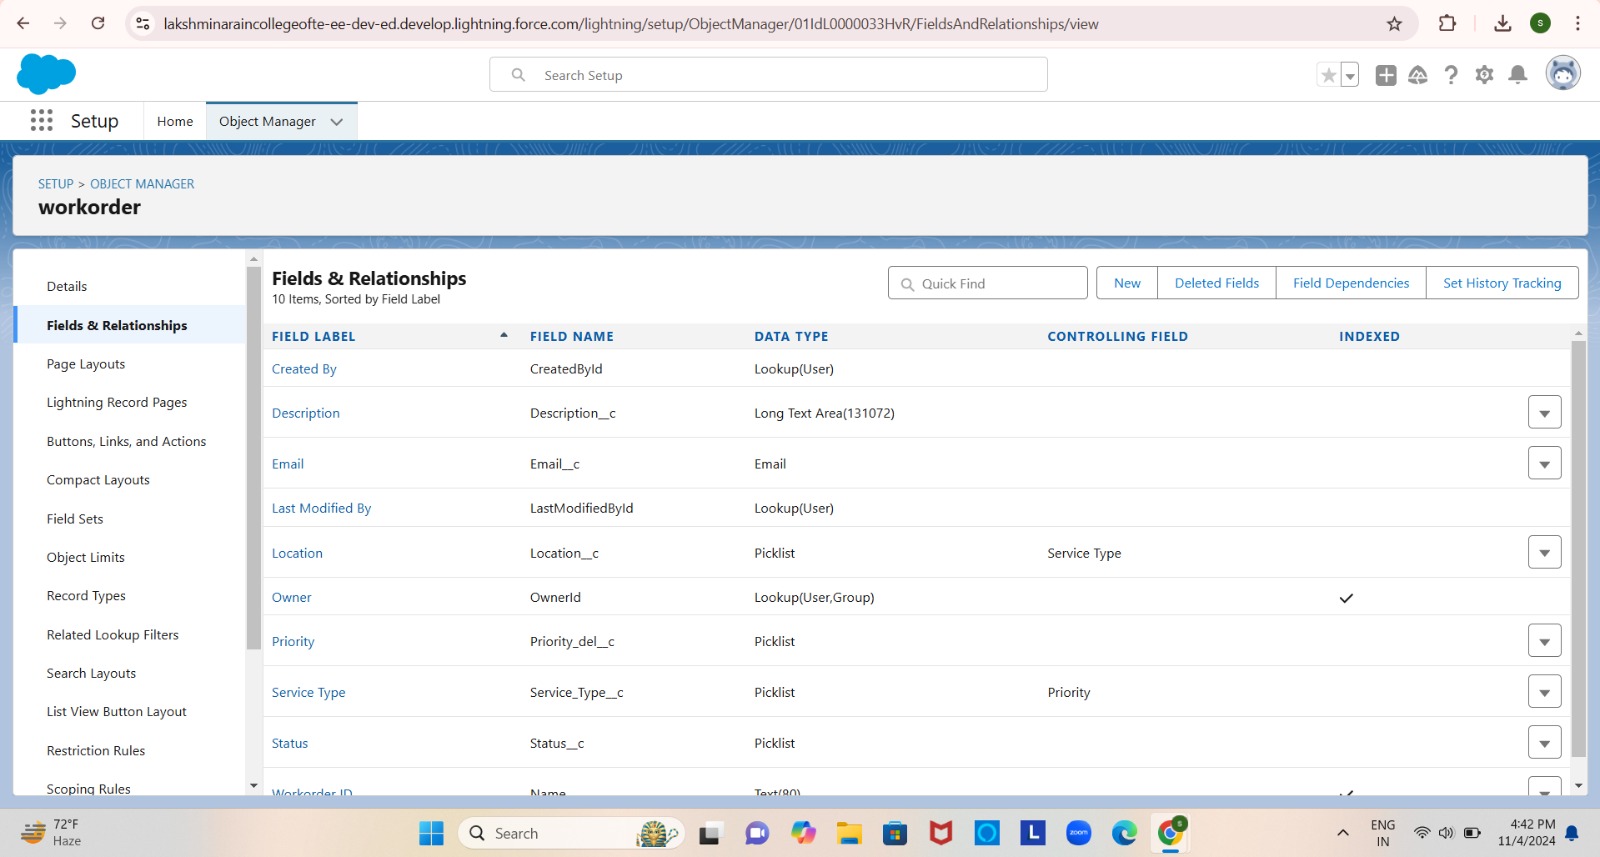 lakshminaraincollegeofte-ee-dev-ed.develop.lightning.force.com/lightning/setup/ObjectManager/01IdL0000033HvR/FieldsAndRelationships/view
S
Search Setup
Setup
Home
Object Manager
SETUP > OBJECT MANAGER
workorder
Details
Fields & Relationships
Page Layouts
Lightning Record Pages
Buttons, Links, and Actions
Compact Layouts
Field Sets
Object Limits
Record Types
Related Lookup Filters
Search Layouts
List View Button Layout
Restriction Rules
Scoping Rules
Fields & Relationships
10 Items, Sorted by Field Label
Quick Find
New
Deleted Fields
Field Dependencies
Set History Tracking
FIELD LABEL FIELD NAME DATA TYPE CONTROLLING FIELD INDEXED
Created By CreatedById Lookup(User)
Description Description__c Long Text Area(131072)
Email Email__c Email
Last Modified By LastModifiedById Lookup(User)
Location Location__c Picklist Service Type
Owner OwnerId Lookup(User,Group)
Priority Priority_del__c Picklist
Service Type Service_Type__c Picklist Priority
Status Status__c Picklist
Workorder ID Name Text(80)
72°F
Haze
Search
L
zoom
S
ENG
IN
4:42 PM
11/4/2024